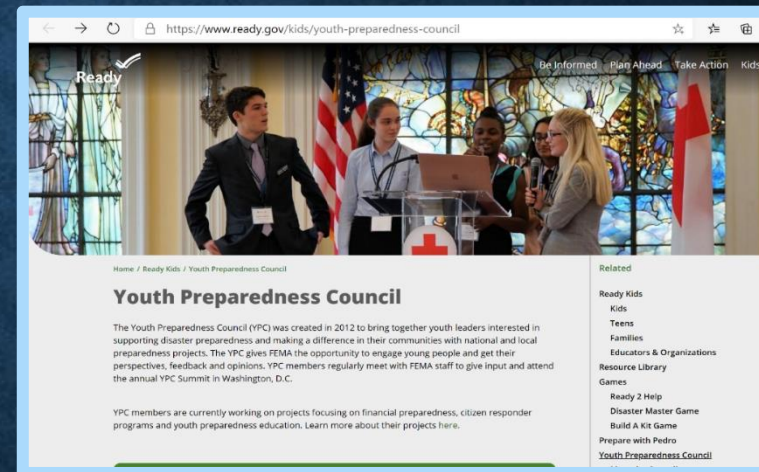 https://www.ready.gov/kids/youth-preparedness-council
Ready
Be Informed Plan Ahead Take Action Kids
Home / Ready Kids / Youth Preparedness Council
Youth Preparedness Council
The Youth Preparedness Council (YPC) was created in 2012 to bring together youth leaders interested in
supporting disaster preparedness and making a difference in their communities with national and local
preparedness projects. The YPC gives FEMA the opportunity to engage young people and get their
perspectives, feedback and opinions. YPC members regularly meet with FEMA staff to give input and attend
the annual YPC Summit in Washington, D.C.
YPC members are currently working on projects focusing on financial preparedness, citizen responder
programs and youth preparedness education. Learn more about their projects here.
Related
Ready Kids
Kids
Teens
Families
Educators & Organizations
Resource Library
Games
Ready 2 Help
Disaster Master Game
Build A Kit Game
Prepare with Pedro
Youth Preparedness Council